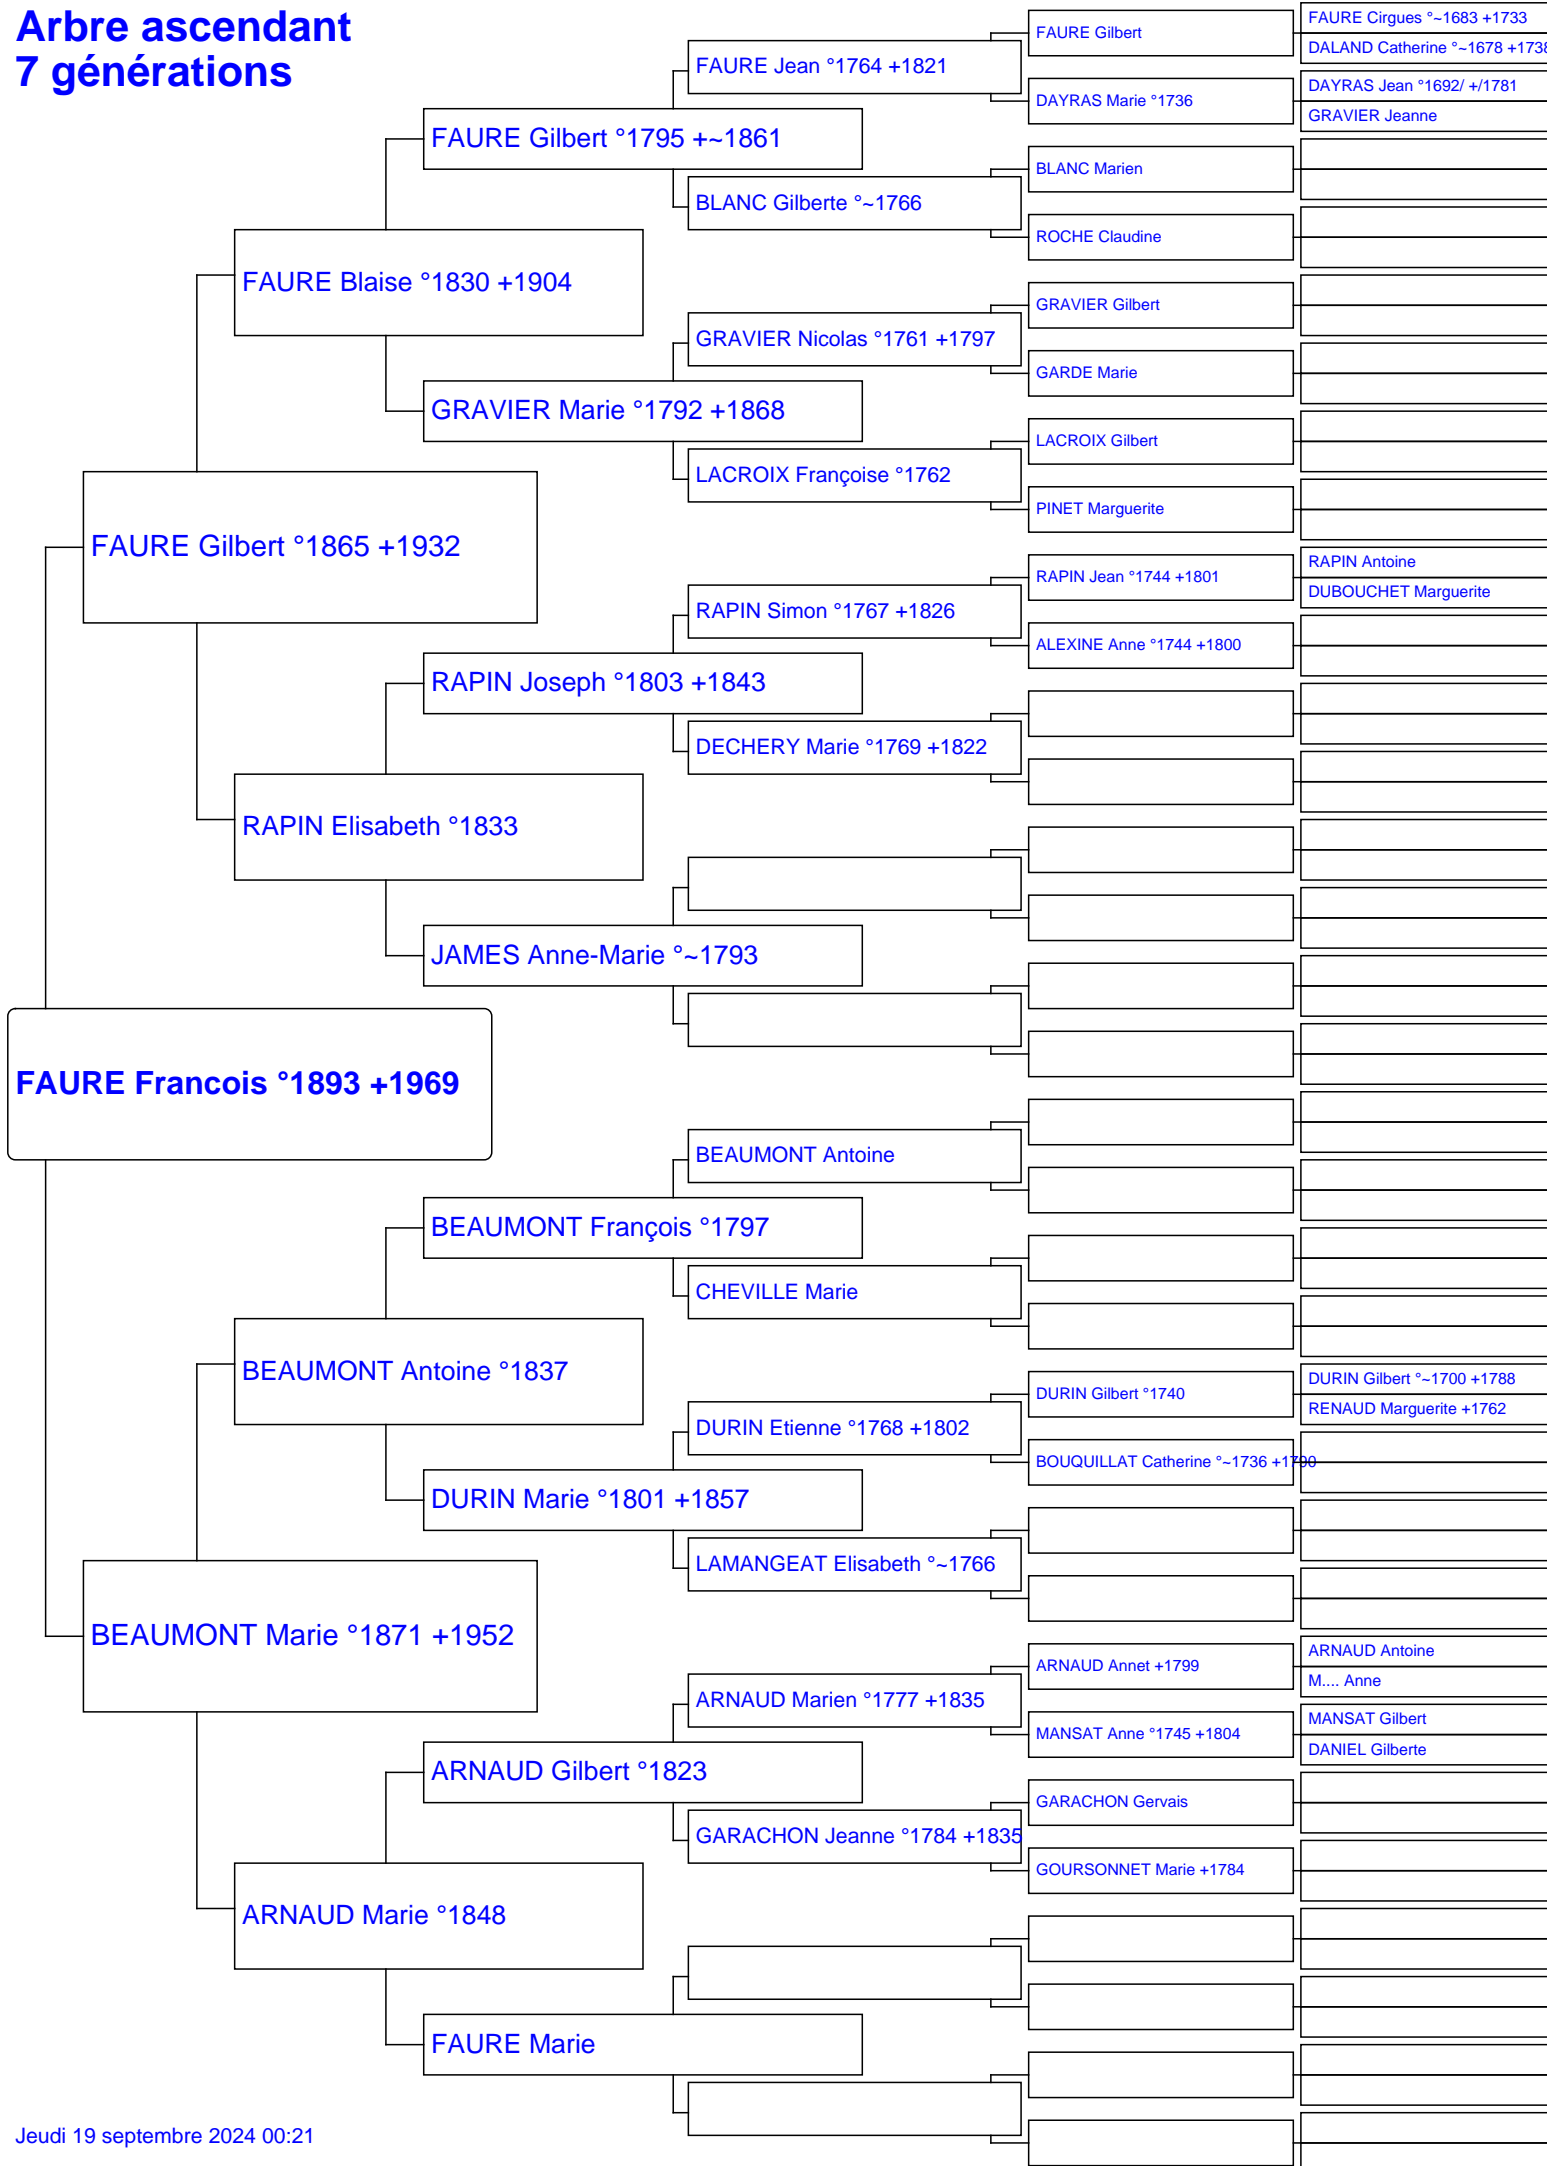 Arbre ascendant
7 générations
FAURE Cirgues °~1683 +1733
FAURE Gilbert
DALAND Catherine °~1678 +1738
FAURE Jean °1764 +1821
DAYRAS Jean °1692/ +/1781
DAYRAS Marie °1736
GRAVIER Jeanne
FAURE Gilbert °1795 +~1861
BLANC Marien
BLANC Gilberte °~1766
ROCHE Claudine
FAURE Blaise °1830 +1904
GRAVIER Gilbert
GRAVIER Nicolas °1761 +1797
GARDE Marie
GRAVIER Marie °1792 +1868
LACROIX Gilbert
LACROIX Françoise °1762
PINET Marguerite
FAURE Gilbert °1865 +1932
RAPIN Antoine
RAPIN Jean °1744 +1801
DUBOUCHET Marguerite
RAPIN Simon °1767 +1826
ALEXINE Anne °1744 +1800
RAPIN Joseph °1803 +1843
DECHERY Marie °1769 +1822
RAPIN Elisabeth °1833
JAMES Anne-Marie °~1793
FAURE Francois °1893 +1969
BEAUMONT Antoine
BEAUMONT François °1797
CHEVILLE Marie
BEAUMONT Antoine °1837
DURIN Gilbert °~1700 +1788
DURIN Gilbert °1740
RENAUD Marguerite +1762
DURIN Etienne °1768 +1802
BOUQUILLAT Catherine °~1736 +1790
DURIN Marie °1801 +1857
LAMANGEAT Elisabeth °~1766
BEAUMONT Marie °1871 +1952
ARNAUD Antoine
ARNAUD Annet +1799
M.... Anne
ARNAUD Marien °1777 +1835
MANSAT Gilbert
MANSAT Anne °1745 +1804
DANIEL Gilberte
ARNAUD Gilbert °1823
GARACHON Gervais
GARACHON Jeanne °1784 +1835
GOURSONNET Marie +1784
ARNAUD Marie °1848
FAURE Marie
Jeudi 19 septembre 2024 00:21